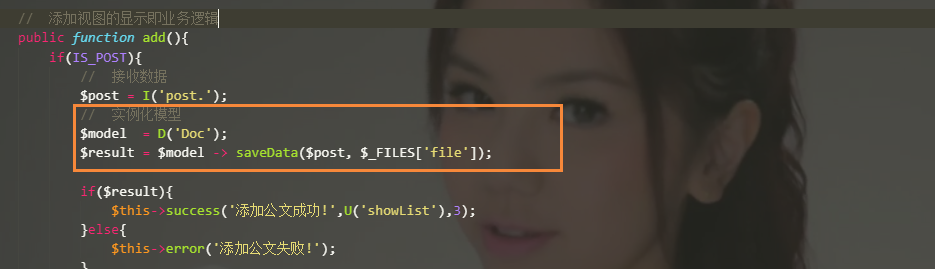 // 添加视图的显示即业务逻辑
public function add(){
if(IS_POST){
// 接收数据
$post = I('post.');
// 实例化模型
$model = D('Doc');
$result = $model -> saveData($post, $_FILES['file']);
if($result){
$this->success('添加公文成功!',U('showList'),3);
}else{
$this->error('添加公文失败!');
}